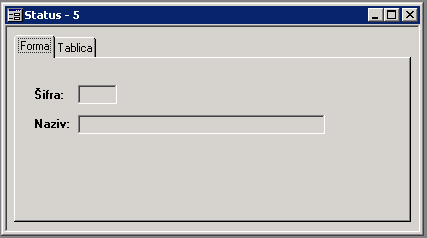 Status - 5
Forma Tablica
Šifra:
Naziv: